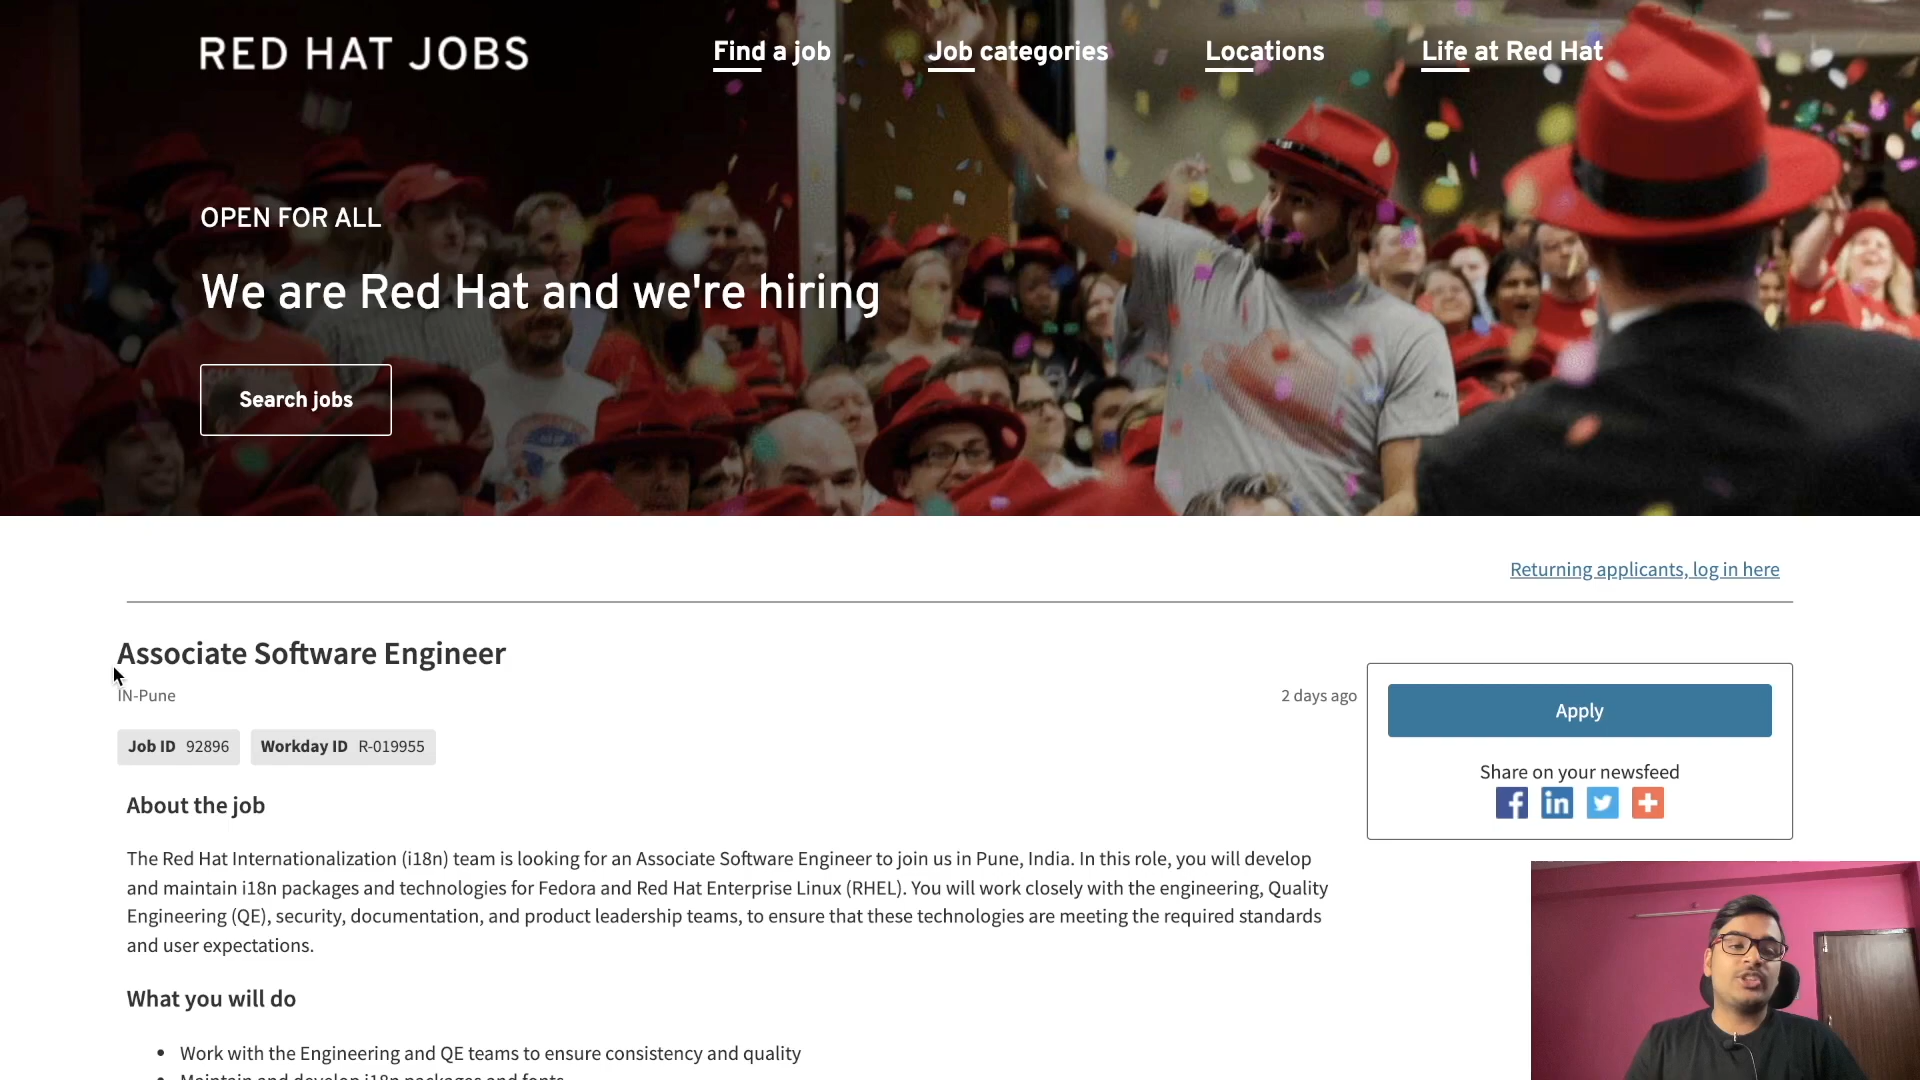 RED HAT JOBS
Find a job
Job categories
Locations
Life at Red Hat
OPEN FOR ALL
We are Red Hat and we're hiring
Search jobs
Returning applicants, log in here
Associate Software Engineer
IN-Pune
2 days ago
Apply
Job ID 92896
Workday ID R-019955
Share on your newsfeed
About the job
The Red Hat Internationalization (i18n) team is looking for an Associate Software Engineer to join us in Pune, India. In this role, you will develop
and maintain i18n packages and technologies for Fedora and Red Hat Enterprise Linux (RHEL). You will work closely with the engineering, Quality
Engineering (QE), security, documentation, and product leadership teams, to ensure that these technologies are meeting the required standards
and user expectations.
What you will do
• Work with the Engineering and QE teams to ensure consistency and quality
• Maintain and develop i18n packages and fonts